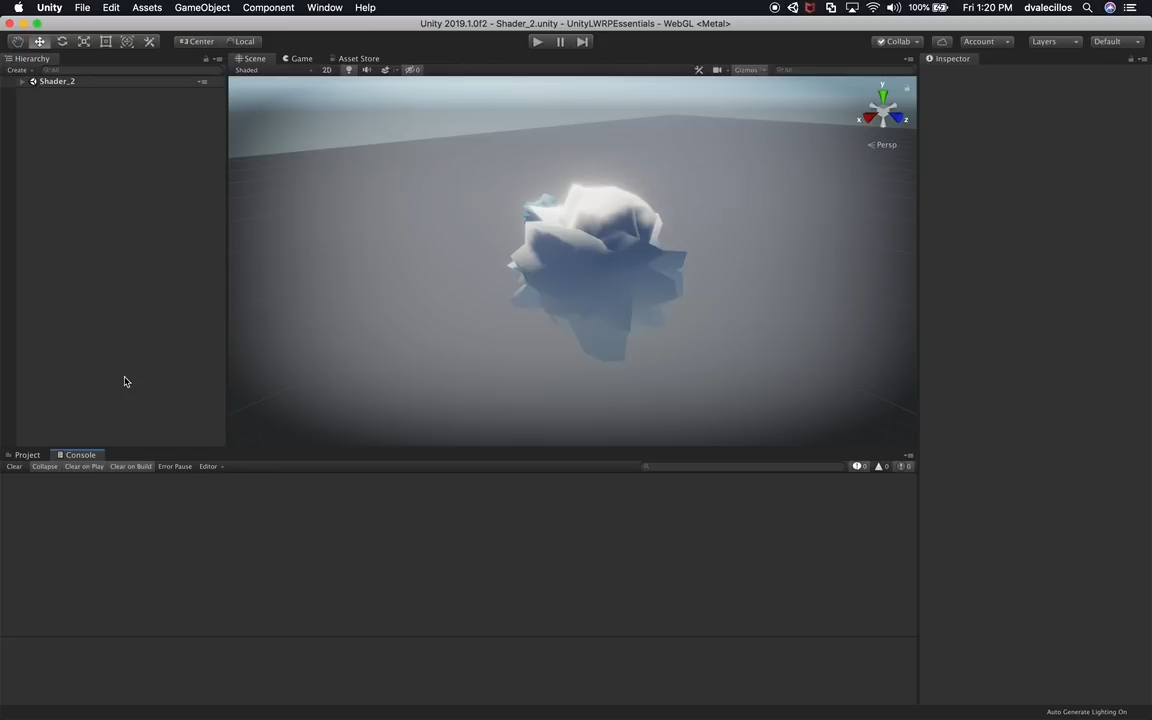 Unity File Edit Assets GameObject Component Window Help 100% Fri 1:20 PM dvalecillos
Unity 2019.1.0f2 - Shader_2.unity - UnityLWRPEssentials - WebGL <Metal>
Center Local Collab Account Layers Default
Hierarchy Scene Game Asset Store Inspector
Create All Shaded 2D 0 Gizmos All
Shader_2
y
x z
Persp
Project Console
Clear Collapse Clear on Play Clear on Build Error Pause Editor 0 0 0
Auto Generate Lighting On